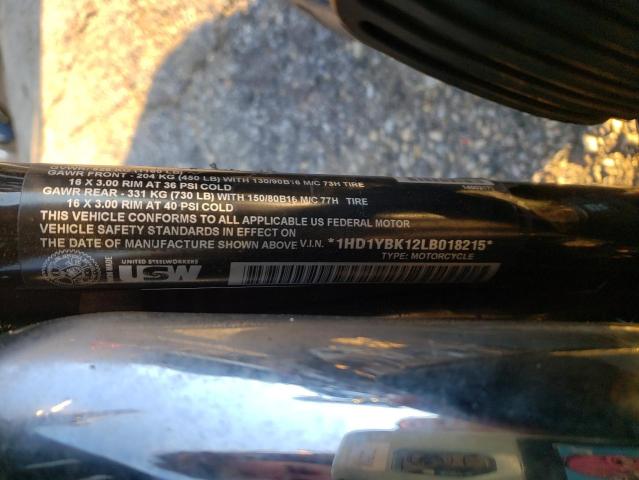 GAWR FRONT - 204 KG (450 LB) WITH 130/90B16 M/C 73H TIRE
16 X 3.00 RIM AT 36 PSI COLD
GAWR REAR - 331 KG (730 LB) WITH 150/80B16 M/C 77H TIRE
16 X 3.00 RIM AT 40 PSI COLD
THIS VEHICLE CONFORMS TO ALL APPLICABLE US FEDERAL MOTOR
VEHICLE SAFETY STANDARDS IN EFFECT ON
THE DATE OF MANUFACTURE SHOWN ABOVE V.I.N. *1HD1YBK12LB018215*
TYPE: MOTORCYCLE
UNITED STEELWORKERS
USW